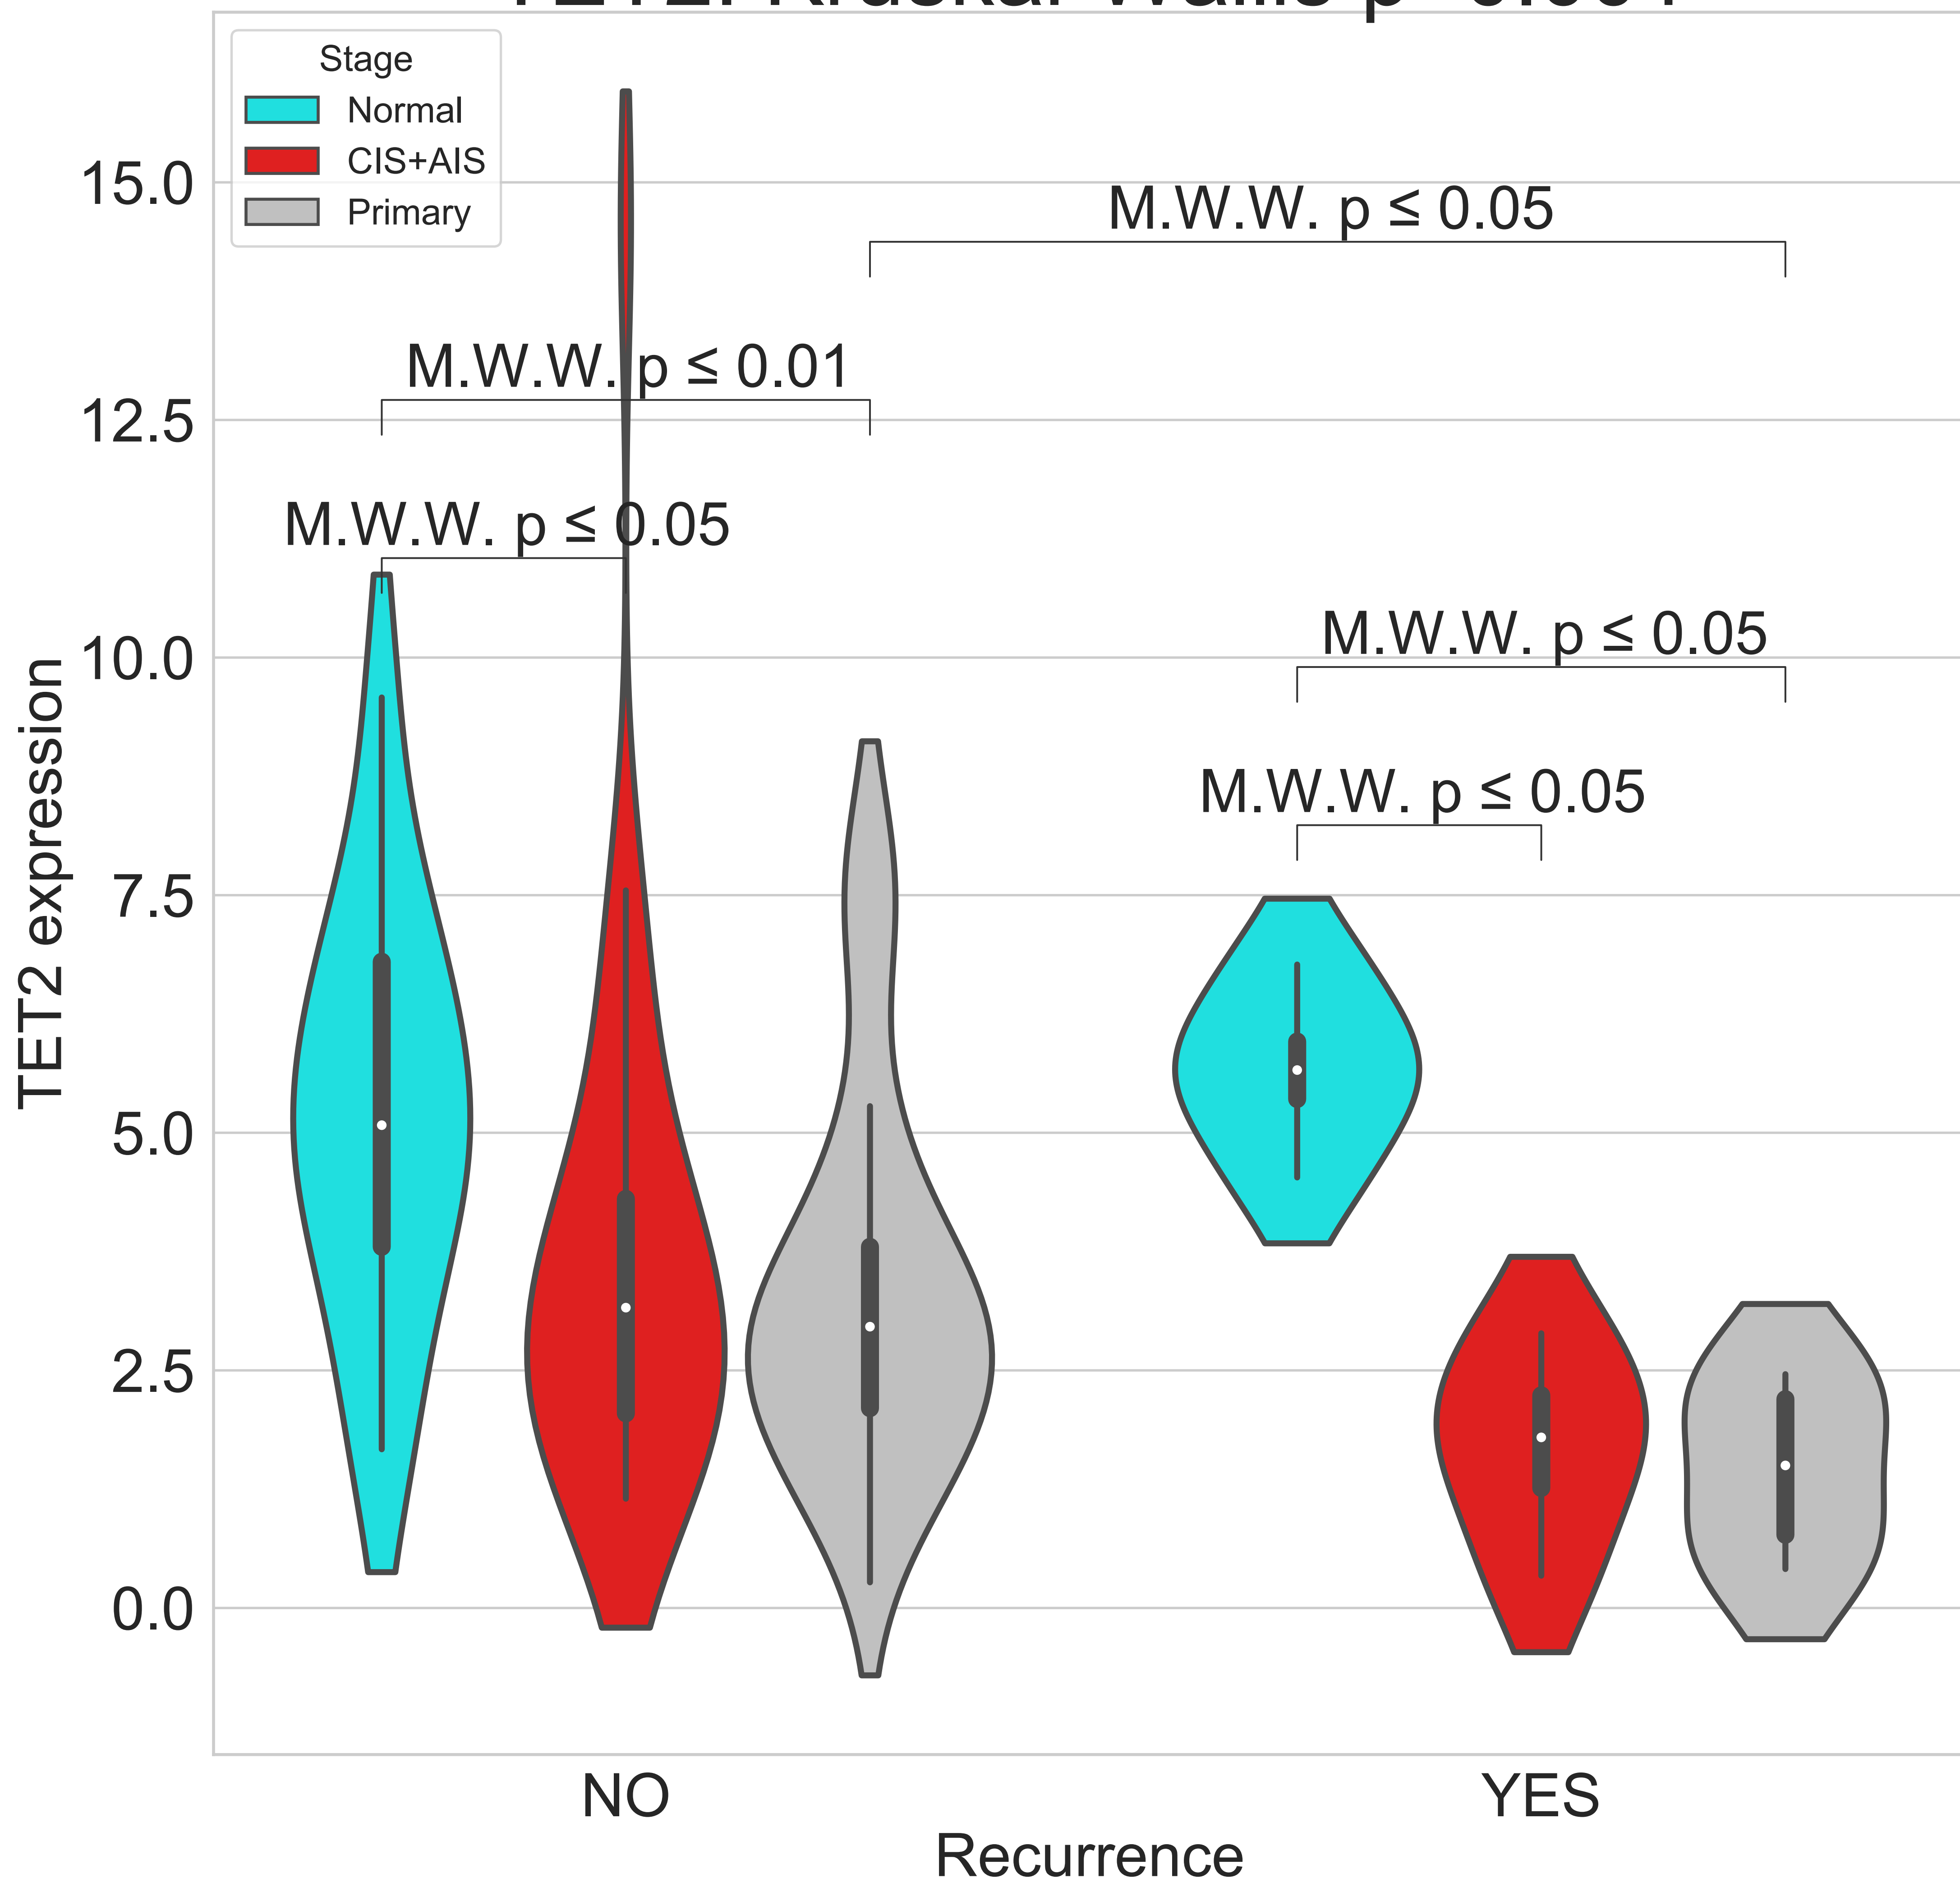 Stage
Normal
CIS+AIS
Primary
15.0
12.5
10.0
7.5
5.0
2.5
0.0
TET2 expression
M.W.W. p ≤ 0.05
M.W.W. p ≤ 0.01
M.W.W. p ≤ 0.05
M.W.W. p ≤ 0.05
M.W.W. p ≤ 0.05
NO
YES
Recurrence